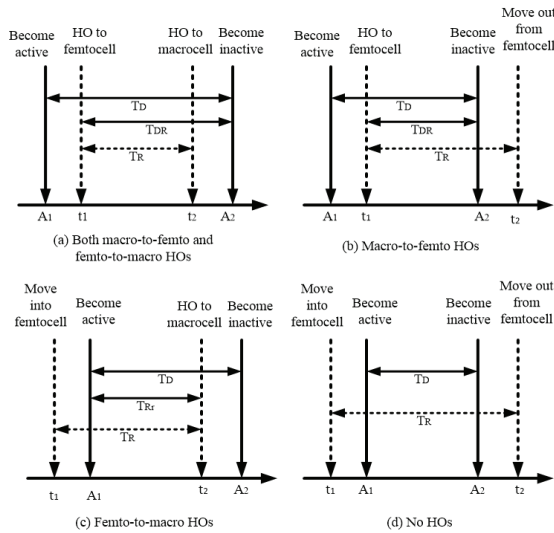 Become active
HO to femtocell
HO to macrocell
Become inactive
TD
TDR
TR
A1
t1
t2
A2
(a) Both macro-to-femto and
femto-to-macro HOs
Become active
HO to femtocell
Become inactive
Move out from femtocell
TD
TDR
TR
A1
t1
A2
t2
(b) Macro-to-femto HOs
Move into femtocell
Become active
HO to macrocell
Become inactive
TD
TRr
TR
t1
A1
t2
A2
(c) Femto-to-macro HOs
Move into femtocell
Become active
Become inactive
Move out from femtocell
TD
TR
t1
A1
A2
t2
(d) No HOs